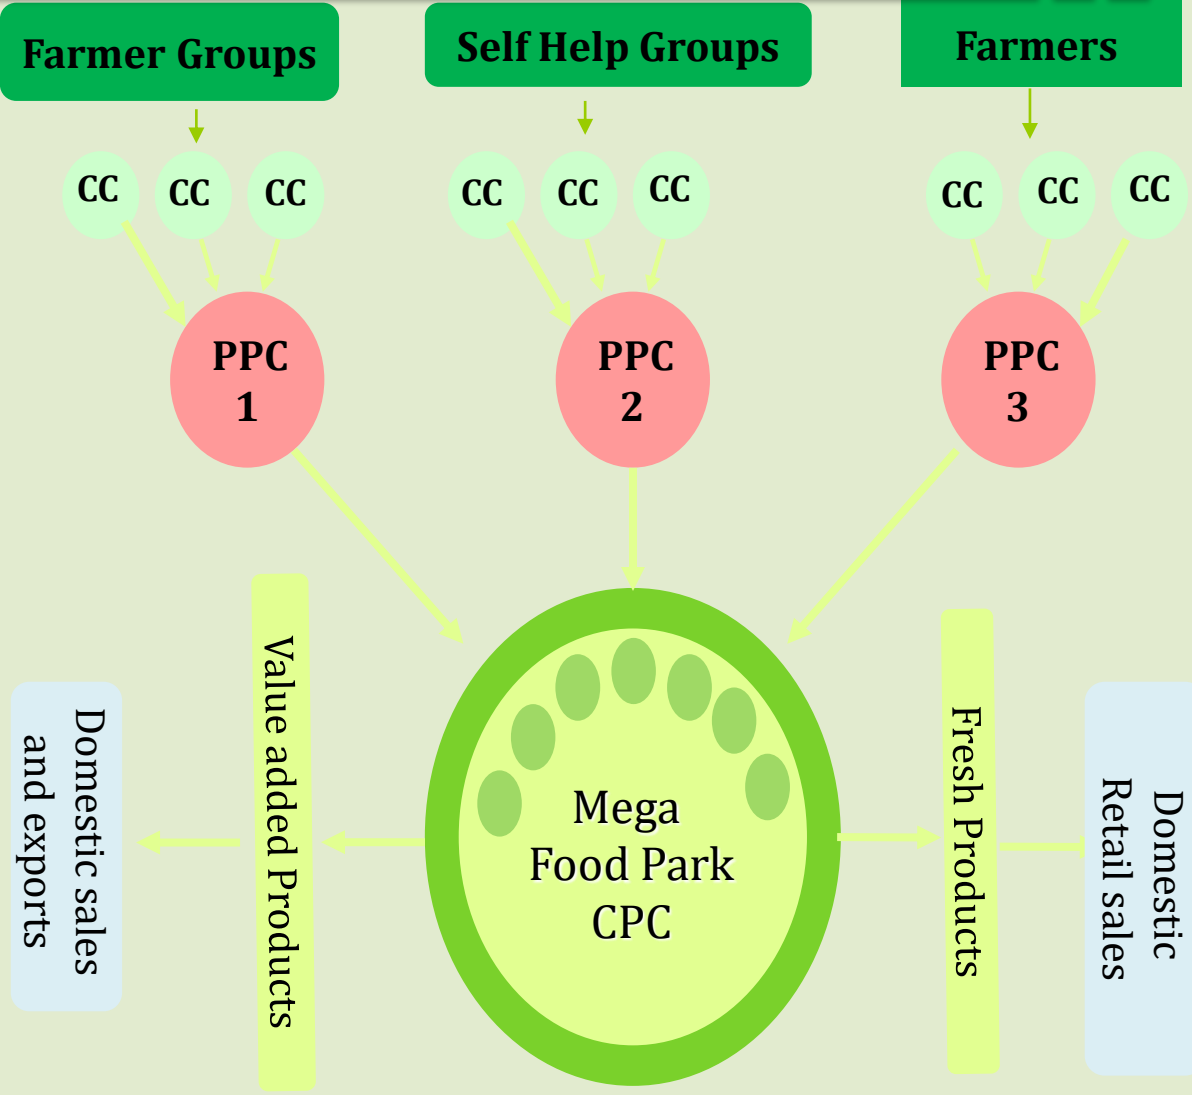 Farmer Groups
Self Help Groups
Farmers
CC
CC
CC
CC
CC
CC
CC
CC
CC
PPC
1
PPC
2
PPC
3
Mega
Food Park
CPC
Value added Products
Domestic sales
and exports
Fresh Products
Domestic
Retail sales